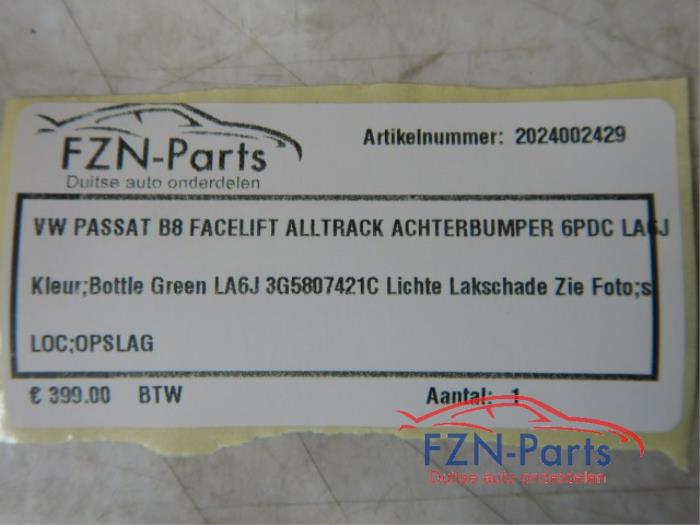 FZN-Parts
Duitse auto onderdelen
Artikelnummer: 2024002429
VW PASSAT B8 FACELIFT ALLTRACK ACHTERBUMPER 6PDC LA6J
Kleur;Bottle Green LA6J 3G5807421C Lichte Lakschade Zie Foto;s
LOC;OPSLAG
€ 399.00 BTW
Aantal: 1
FZN-Parts
Duitse auto onderdelen